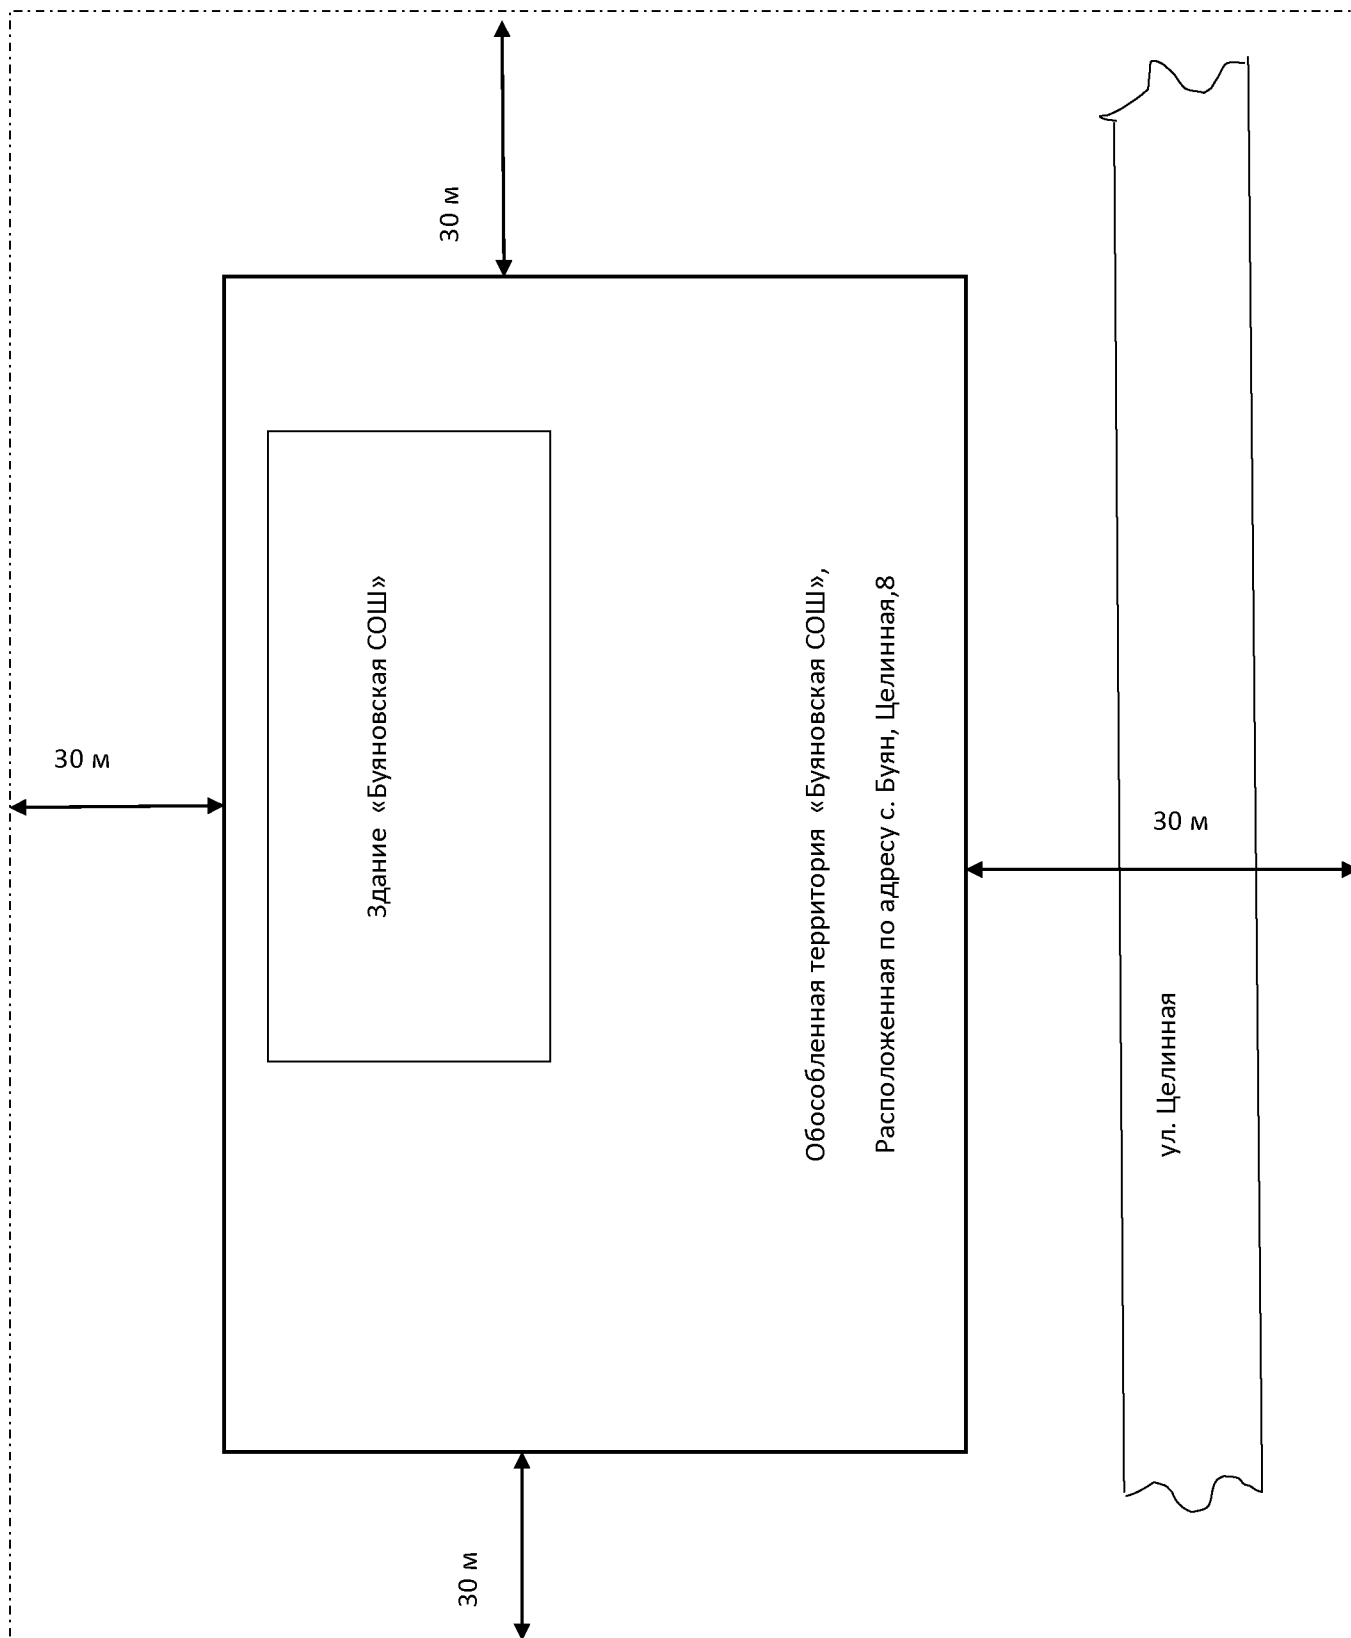 30 м
30 м
Здание «Буяновская СОШ»
Обособленная территория «Буяновская СОШ»,
Расположенная по адресу с. Буян, Целинная,8
30 м
ул. Целинная
30 м